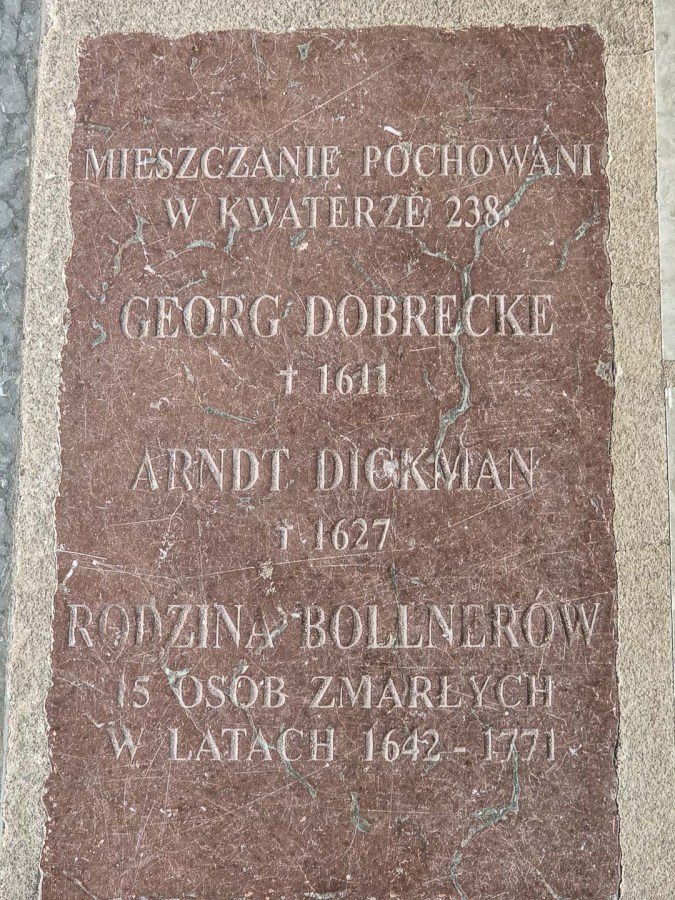 MIESZCZANIE POCHOWANI
W KWATERZE 238:
GEORG DOBRECKE
† 1611
ARNDT DICKMAN
† 1627
RODZINA BOLLNERÓW
15 OSÓB ZMARŁYCH
W LATACH 1642 - 1771